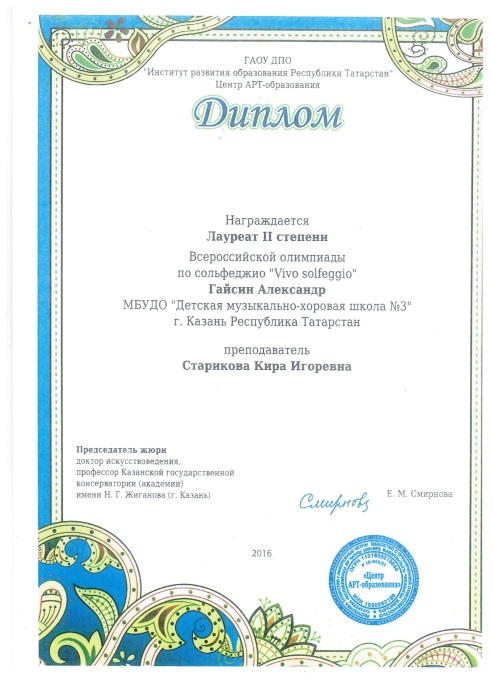 ГАОУ ДПО
"Институт развития образования Республики Татарстан"
Центр АРТ-образования
Диплом
Награждается
Лауреат II степени
Всероссийской олимпиады
по сольфеджио "Vivo solfeggio"
Гайсин Александр
МБУДО "Детская музыкально-хоровая школа №3"
г. Казань Республика Татарстан
преподаватель
Старикова Кира Игоревна
Председатель жюри
доктор искусствоведения,
профессор Казанской государственной
консерватории (академии)
имени Н. Г. Жиганова (г. Казань)
Смирнова
Е. М. Смирнова
2016
«Центр
АРТ-образования»